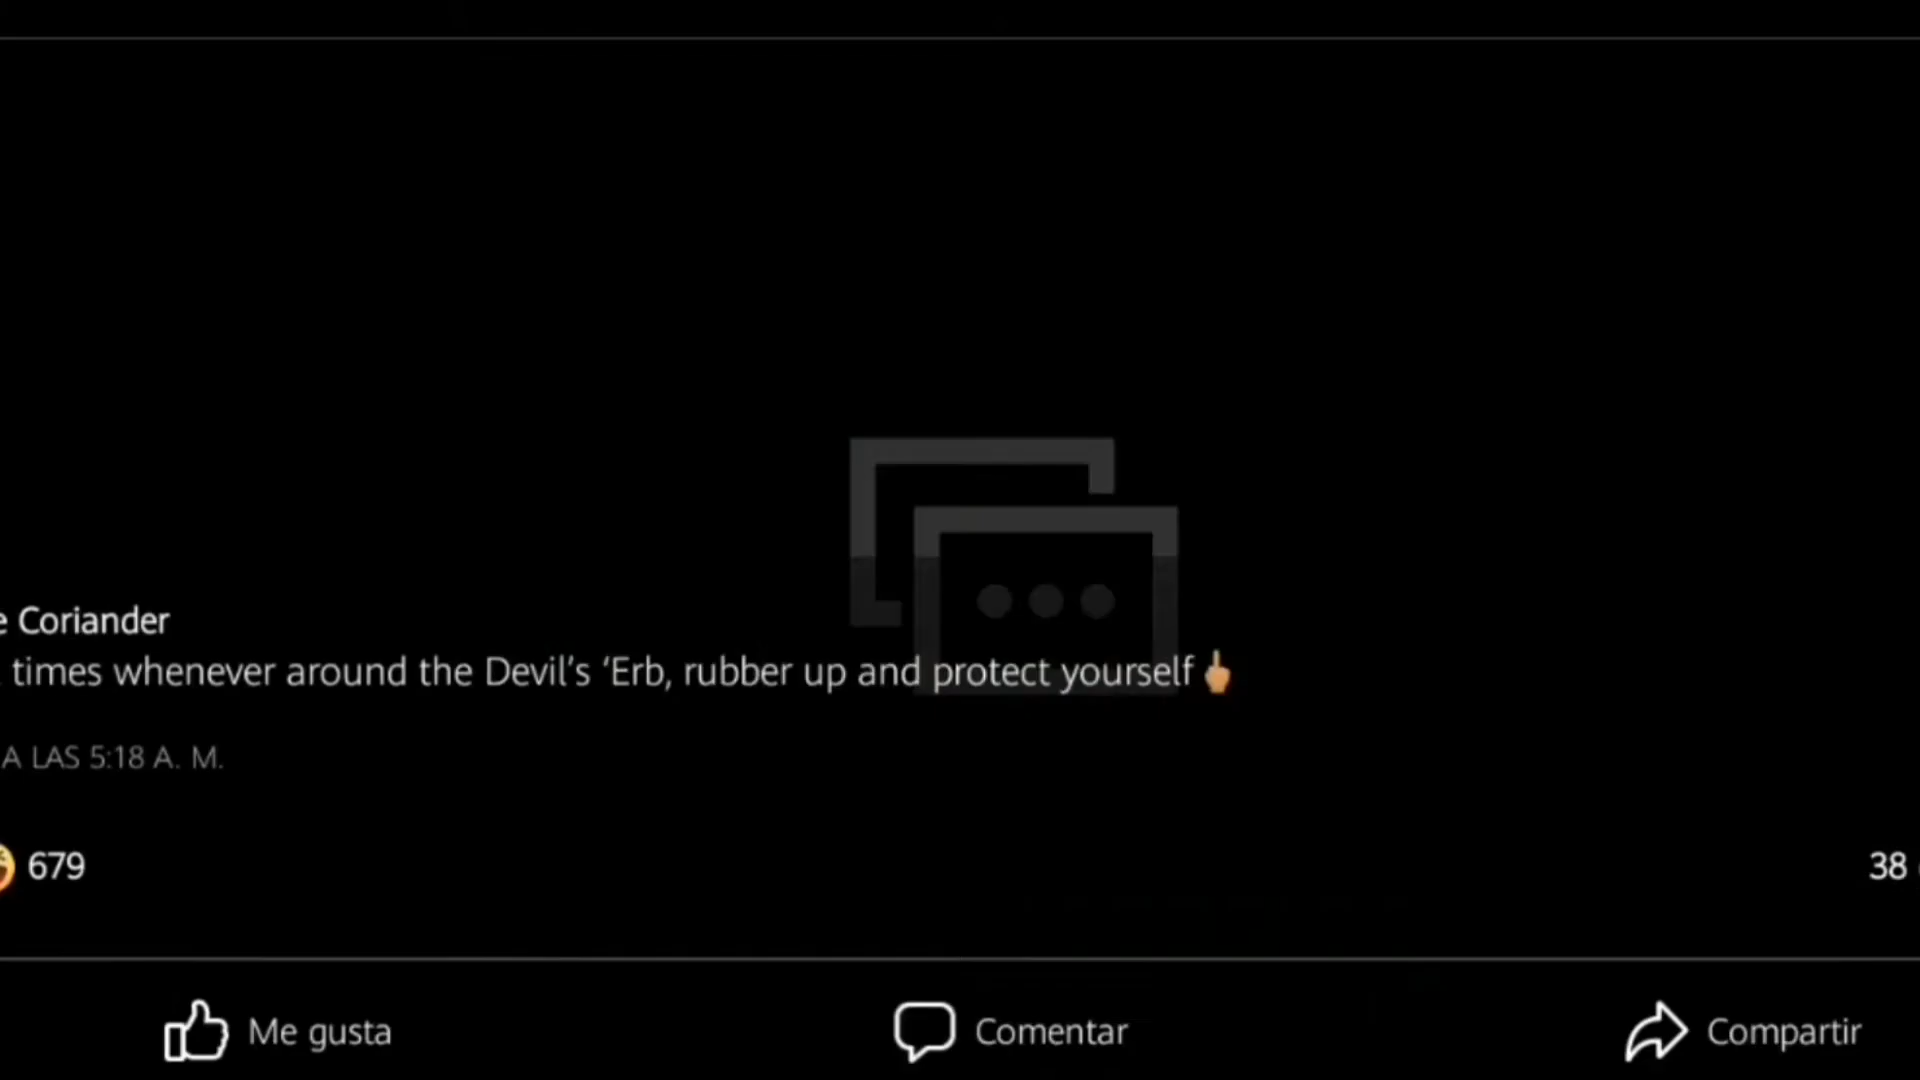 e Coriander
times whenever around the Devil's 'Erb, rubber up and protect yourself🖕🏼
A LAS 5:18 A. M.
679
38
Me gusta
Comentar
Compartir